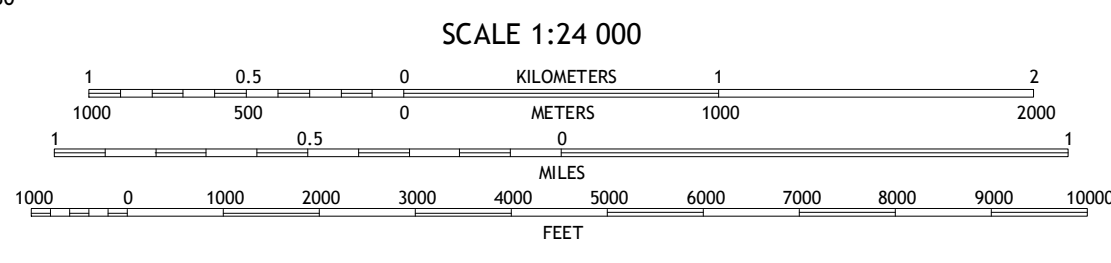 SCALE 1:24 000
1 0.5 0 KILOMETERS 1 2
1000 500 0 METERS 1000 2000
1 0.5 0 1
MILES
1000 0 1000 2000 3000 4000 5000 6000 7000 8000 9000 10000
FEET